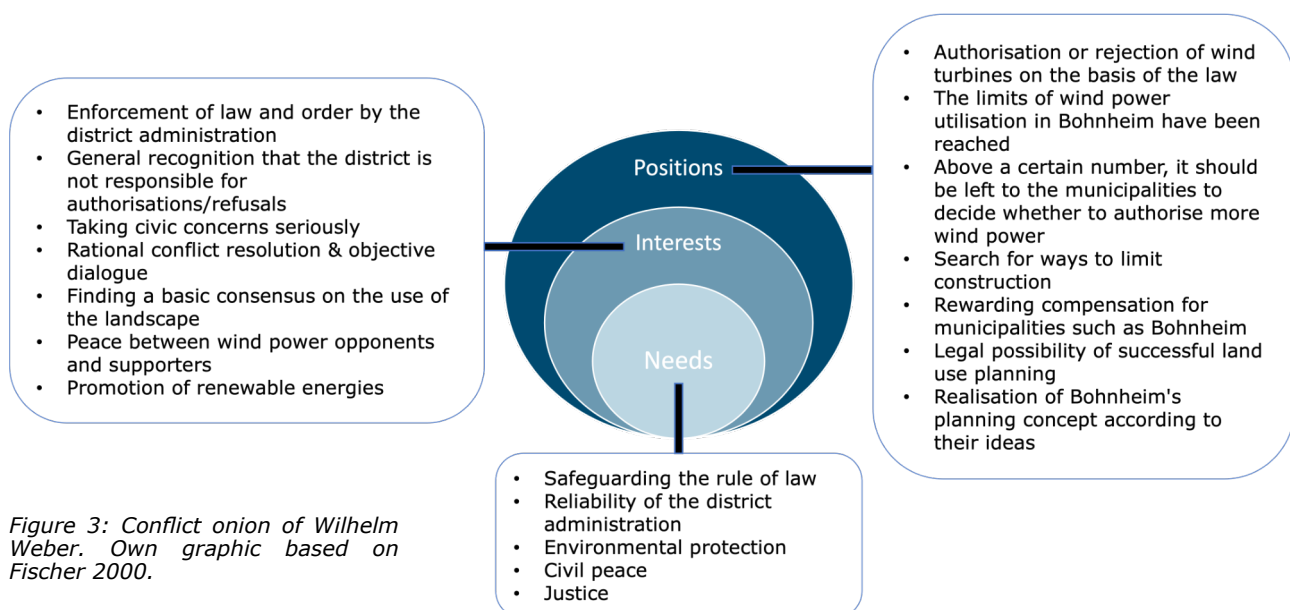 • Enforcement of law and order by the
district administration
• General recognition that the district is
not responsible for
authorisations/refusals
• Taking civic concerns seriously
• Rational conflict resolution & objective
dialogue
• Finding a basic consensus on the use of
the landscape
• Peace between wind power opponents
and supporters
• Promotion of renewable energies
Positions
Interests
Needs
• Authorisation or rejection of wind
turbines on the basis of the law
• The limits of wind power
utilisation in Bohnheim have been
reached
• Above a certain number, it should
be left to the municipalities to
decide whether to authorise more
wind power
• Search for ways to limit
construction
• Rewarding compensation for
municipalities such as Bohnheim
• Legal possibility of successful land
use planning
• Realisation of Bohnheim's
planning concept according to
their ideas
• Safeguarding the rule of law
• Reliability of the district
administration
• Environmental protection
• Civil peace
• Justice
Figure 3: Conflict onion of Wilhelm
Weber. Own graphic based on
Fischer 2000.